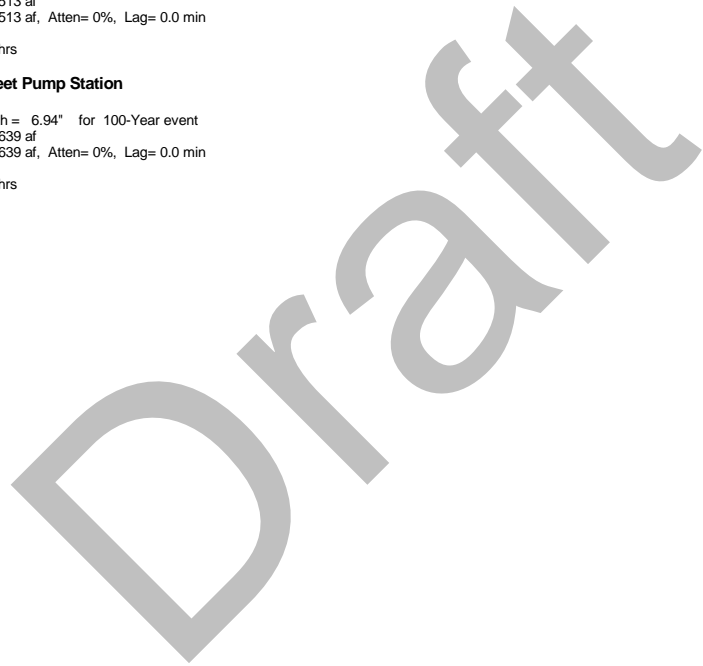 513 af
513 af, Atten= 0%, Lag= 0.0 min
hrs
eet Pump Station
h = 6.94" for 100-Year event
639 af
639 af, Atten= 0%, Lag= 0.0 min
hrs
Draft